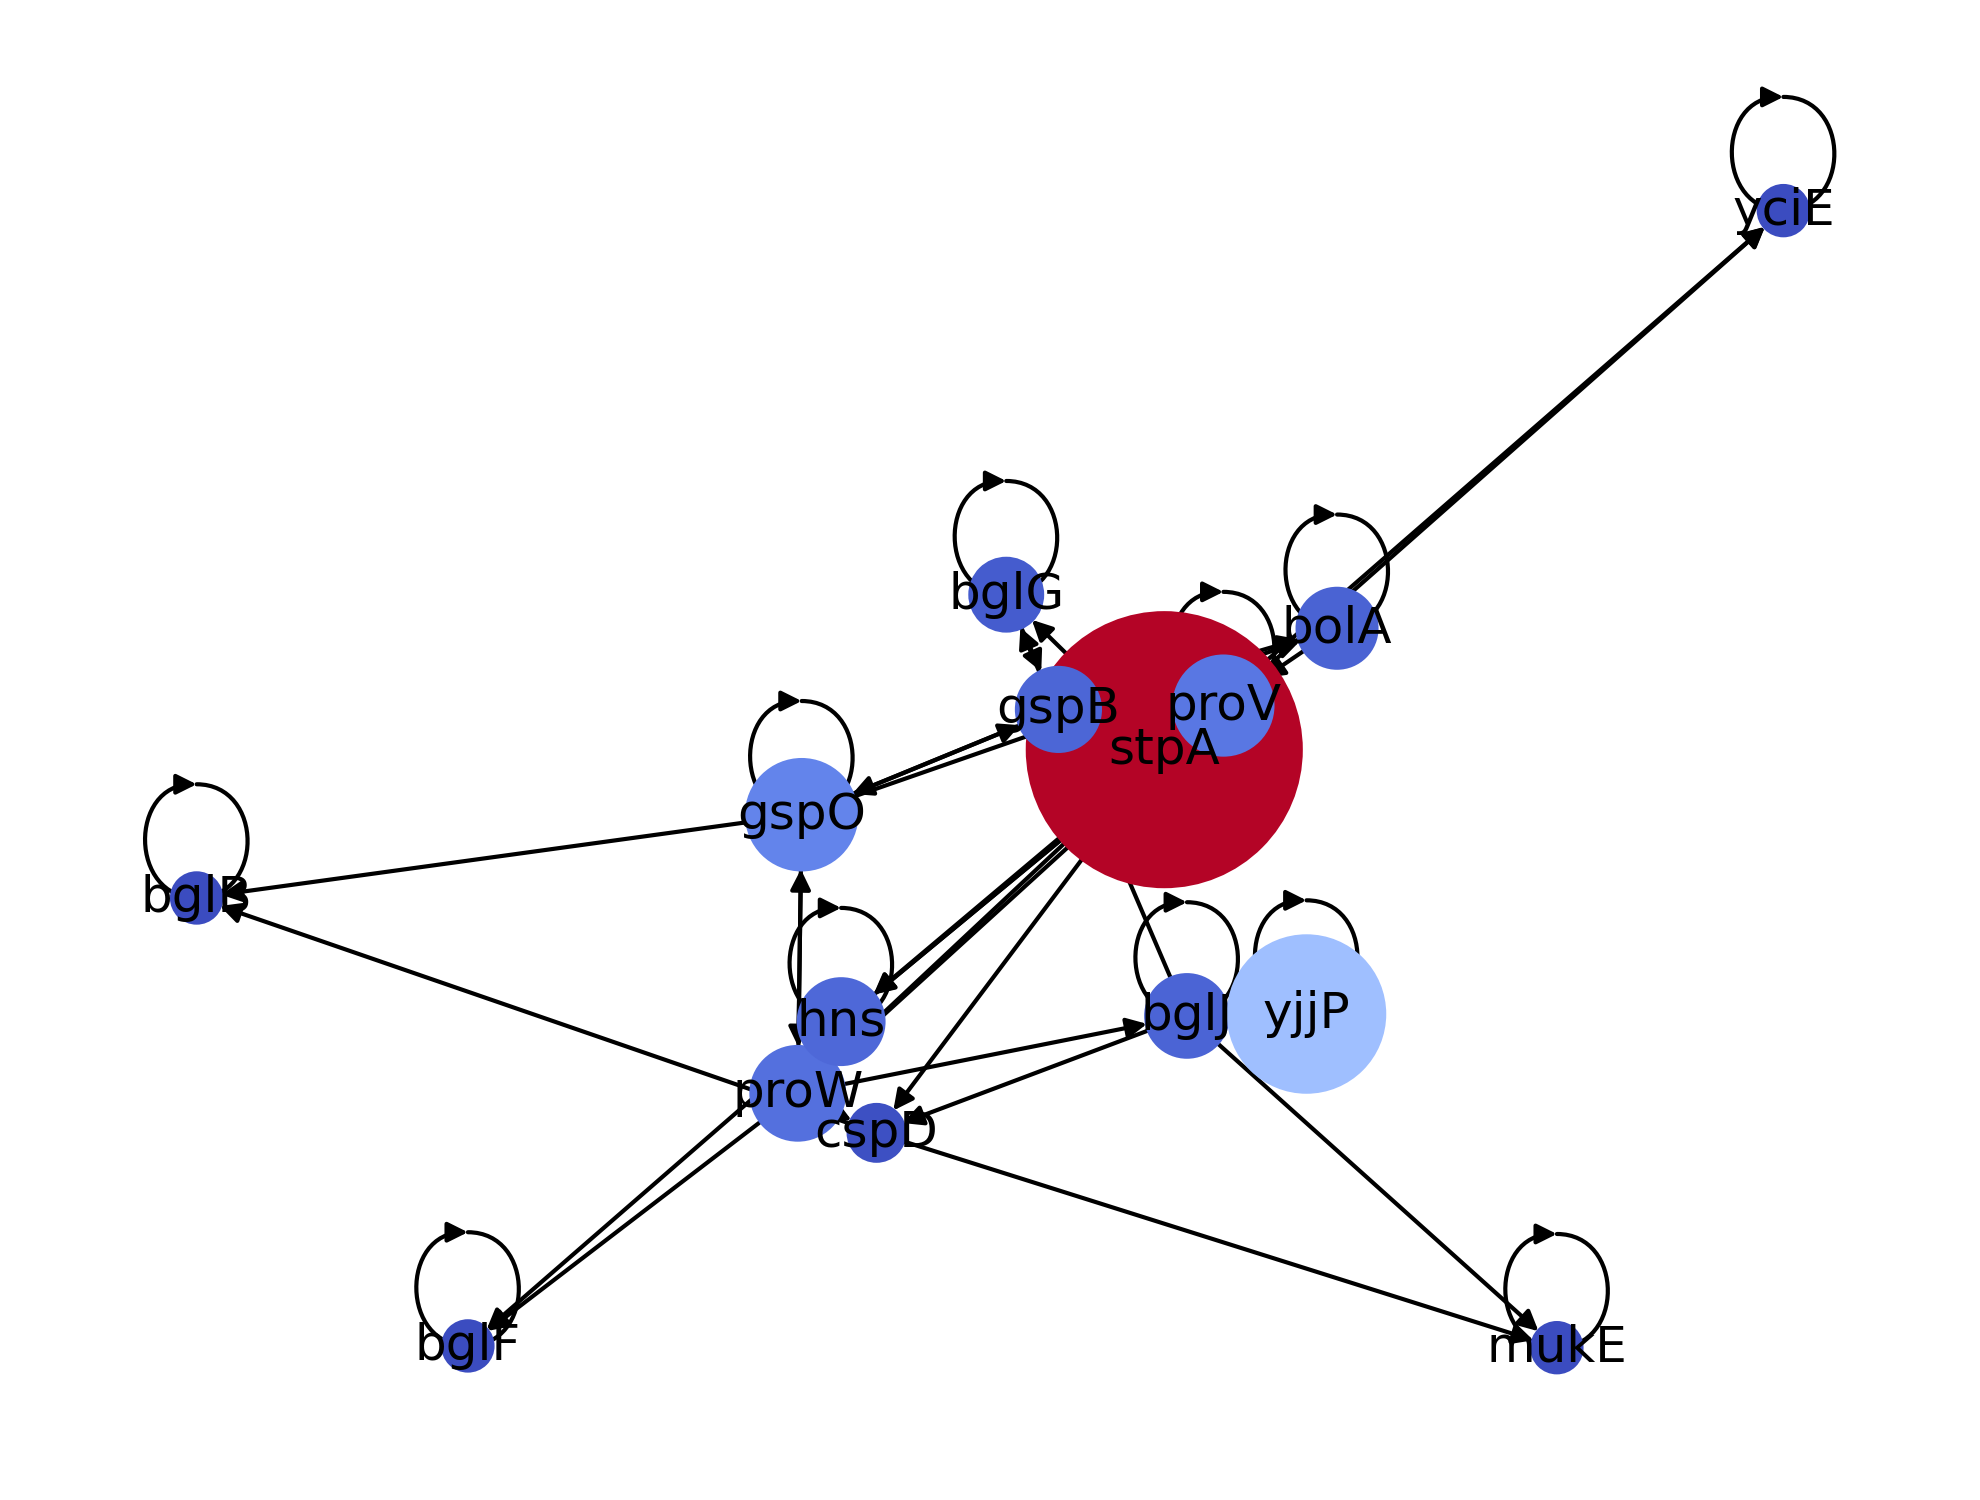 yciE
bglG
bolA
gspB
proV
stpA
gspO
bglB
hns
bglJ
yjjP
proW
cspD
bglF
mukE